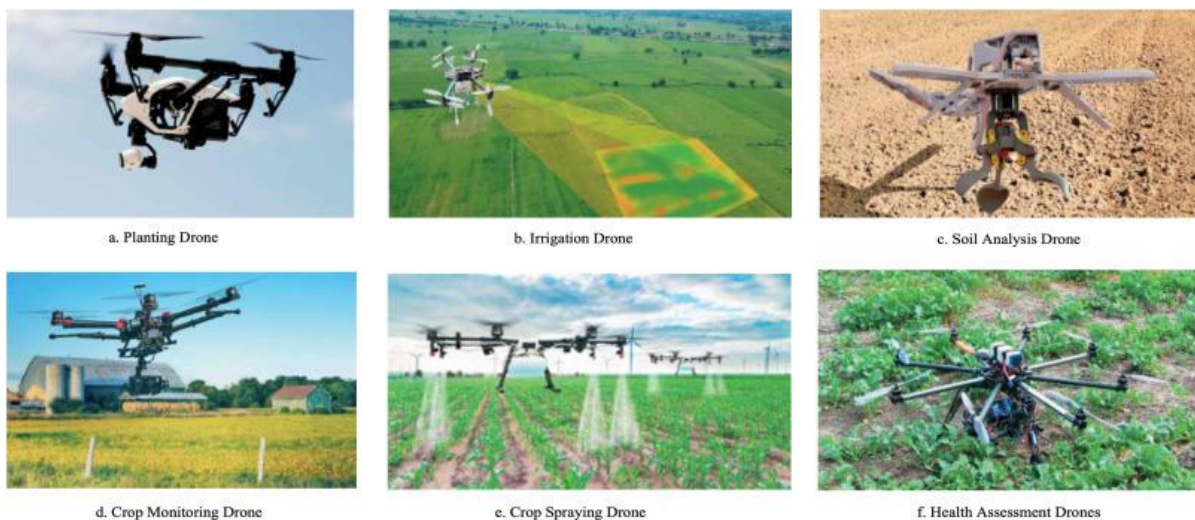 a. Planting Drone
b. Irrigation Drone
c. Soil Analysis Drone
d. Crop Monitoring Drone
e. Crop Spraying Drone
f. Health Assessment Drones